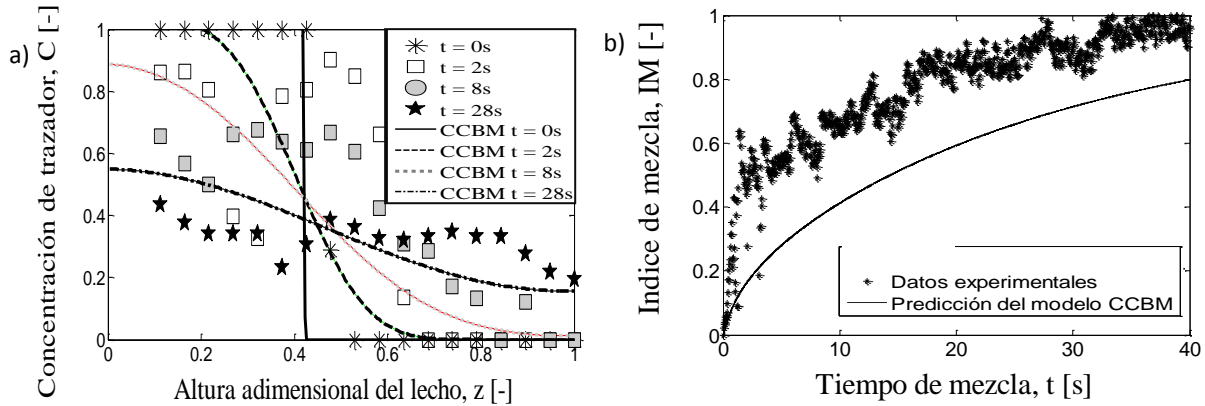 a)
Concentración de trazador, C [-]
1
0.8
0.6
0.4
0.2
0
0 0.2 0.4 0.6 0.8 1
Altura adimensional del lecho, z [-]
t = 0s
t = 2s
t = 8s
t = 28s
CCBM t = 0s
CCBM t = 2s
CCBM t = 8s
CCBM t = 28s
b)
Indice de mezcla, IM [-]
1
0.8
0.6
0.4
0.2
0
0 10 20 30 40
Tiempo de mezcla, t [s]
Datos experimentales
Predicción del modelo CCBM